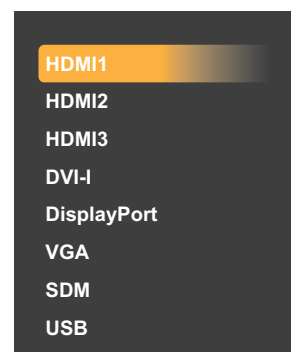 HDMI1
HDMI2
HDMI3
DVI-I
DisplayPort
VGA
SDM
USB